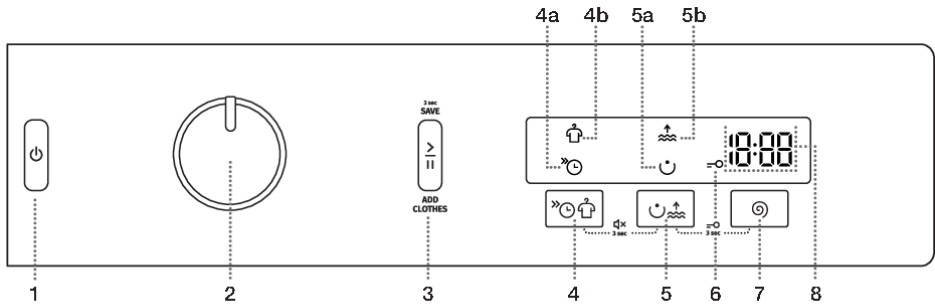 4a 4b 5a 5b
3 sec
SAVE
18:88
ADD
CLOTHES
3 sec 3 sec
1 2 3 4 5 6 7 8